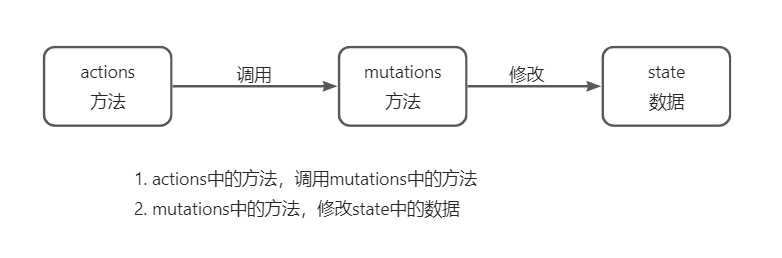 actions
方法
调用
mutations
方法
修改
state
数据
1. actions中的方法，调用mutations中的方法
2. mutations中的方法，修改state中的数据